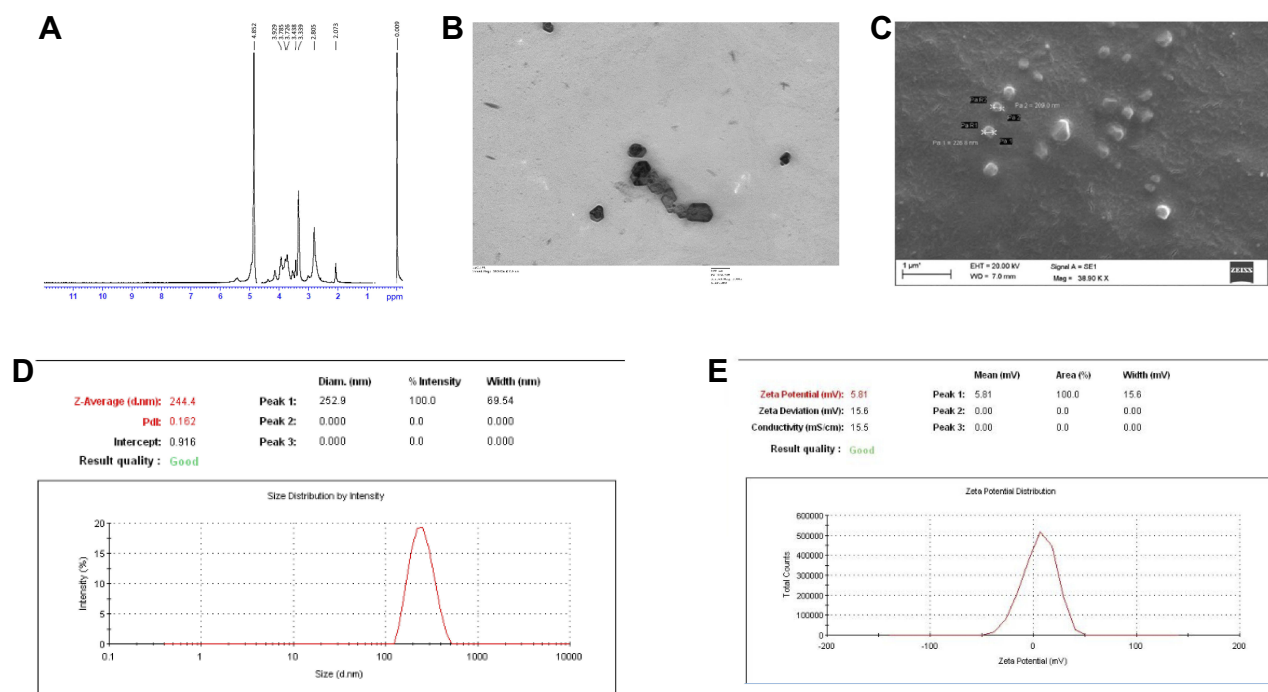 A
4.852
3.929
3.785
3.726
3.438
3.339
2.805
2.073
0.009
11 10 9 8 7 6 5 4 3 2 1 ppm
B
C
Pa 2 = 209.0 nm
Pa 2
1 µm*
EHT = 20.00 kV
WD = 7.0 mm
Signal A = SE1
Mag = 38.90 K X
ZEISS
D
Diam. (nm) % Intensity Width (nm)
Z-Average (d.nm): 244.4 Peak 1: 252.9 100.0 69.54
PdI: 0.162 Peak 2: 0.000 0.0 0.000
Intercept: 0.916 Peak 3: 0.000 0.0 0.000
Result quality : Good
Size Distribution by Intensity
Intensity (%)
20
15
10
5
0
0.1 1 10 100 1000 10000
Size (d.nm)
E
Mean (mV) Area (%) Width (mV)
Zeta Potential (mV): 5.81 Peak 1: 5.81 100.0 15.6
Zeta Deviation (mV): 15.6 Peak 2: 0.00 0.0 0.00
Conductivity (mS/cm): 15.5 Peak 3: 0.00 0.0 0.00
Result quality : Good
Zeta Potential Distribution
Total Counts
600000
500000
400000
300000
200000
100000
0
-200 -100 0 100 200
Zeta Potential (mV)